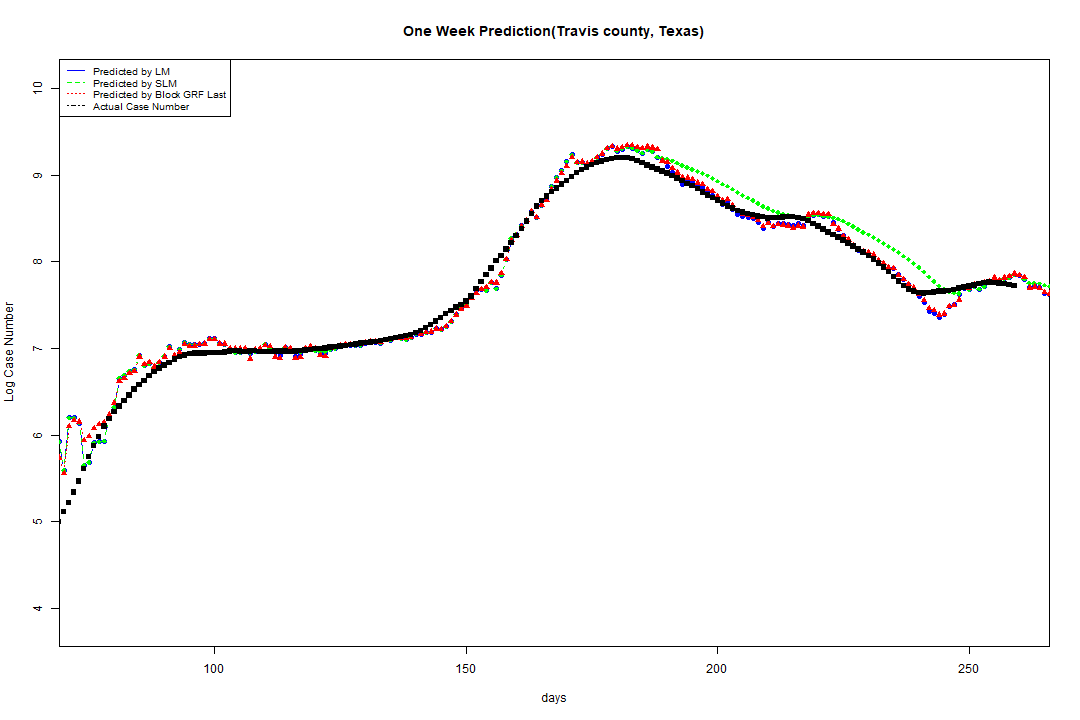 One Week Prediction(Travis county, Texas)
Predicted by LM
Predicted by SLM
Predicted by Block GRF Last
Actual Case Number
Log Case Number
10
9
8
7
6
5
4
100
150
200
250
days